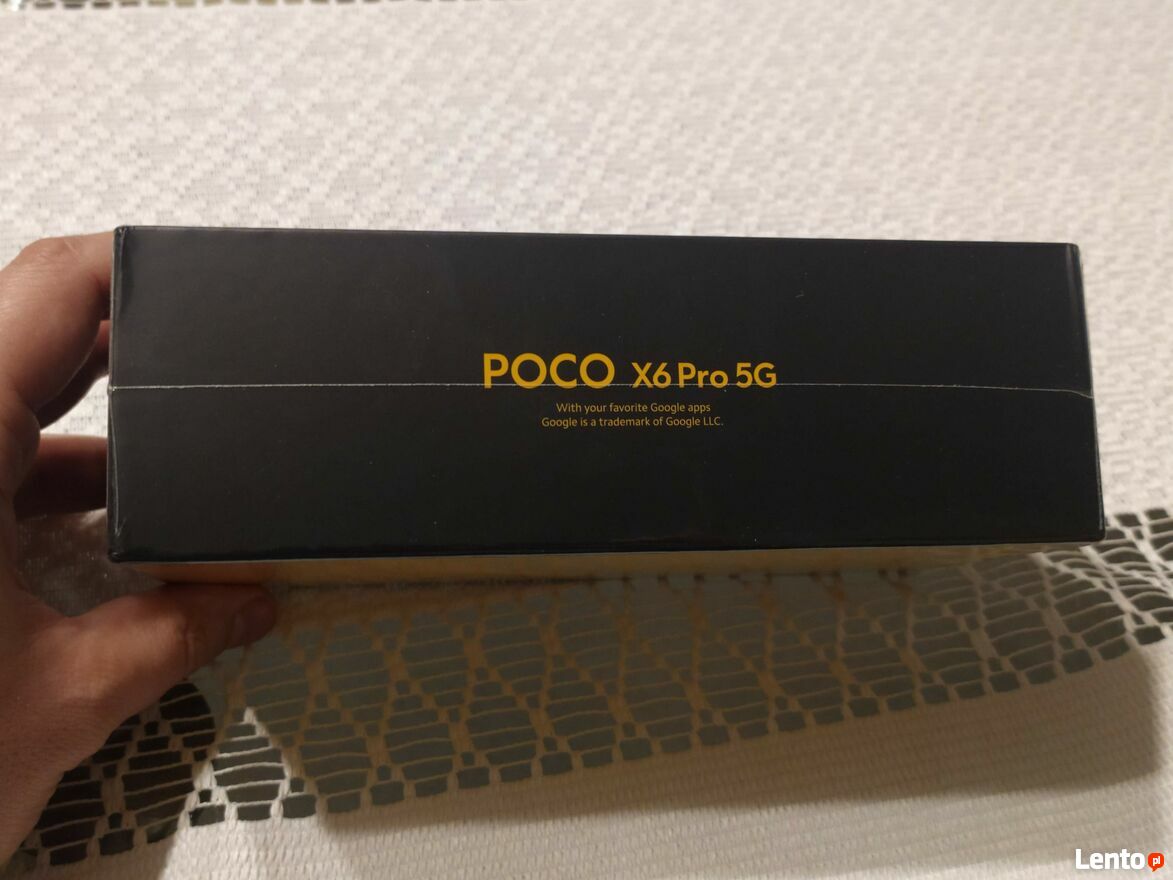 POCO X6 Pro 5G
With your favorite Google apps
Google is a trademark of Google LLC.
Lento pl